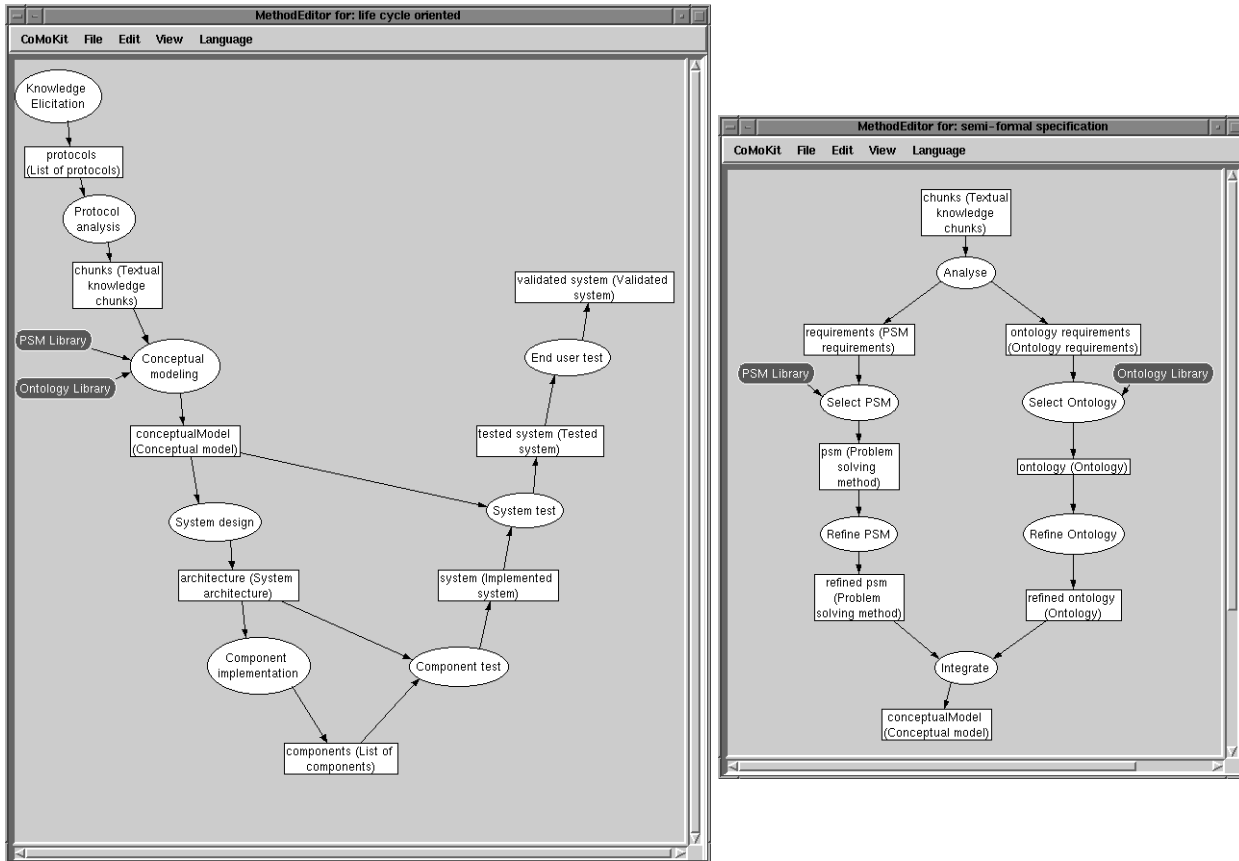 MethodEditor for: life cycle oriented
CoMoKit File Edit View Language
Knowledge
Elicitation
protocols
(List of protocols)
Protocol
analysis
chunks (Textual
knowledge
chunks)
PSM Library
Ontology Library
Conceptual
modeling
conceptualModel
(Conceptual model)
System design
architecture (System
architecture)
Component
implementation
components (List of
components)
Component test
system (Implemented
system)
System test
tested system (Tested
system)
End user test
validated system (Validated
system)
MethodEditor for: semi-formal specification
CoMoKit File Edit View Language
chunks (Textual
knowledge
chunks)
Analyse
requirements (PSM
requirements)
ontology requirements
(Ontology requirements)
PSM Library
Ontology Library
Select PSM
Select Ontology
psm (Problem
solving
method)
ontology (Ontology)
Refine PSM
Refine Ontology
refined psm
(Problem
solving method)
refined ontology
(Ontology)
Integrate
conceptualModel
(Conceptual model)